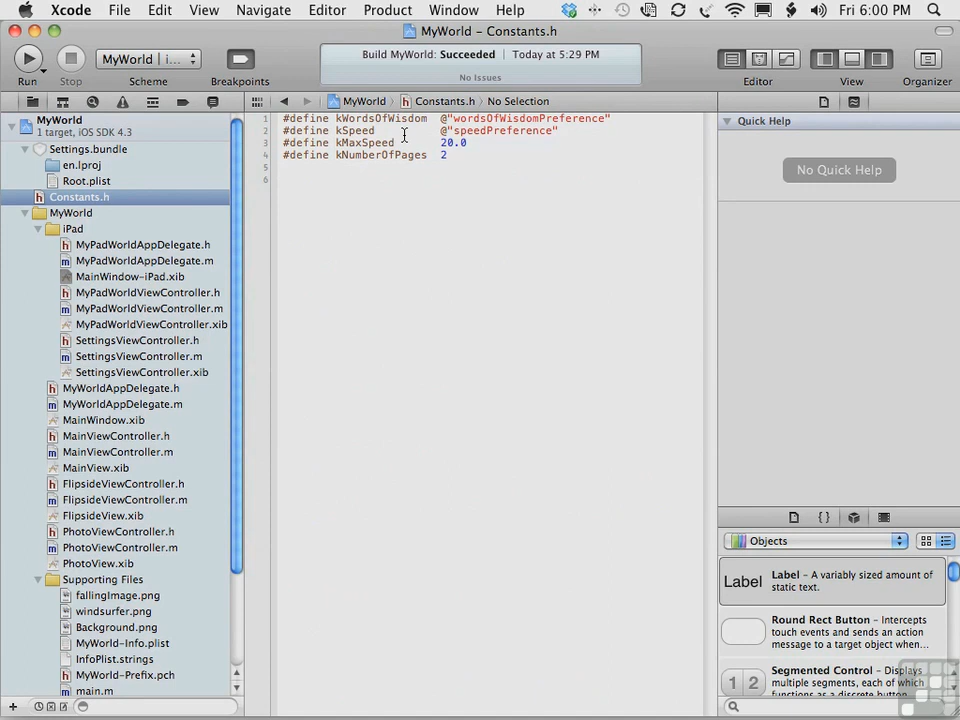 Xcode File Edit View Navigate Editor Product Window Help Fri 6:00 PM
MyWorld – Constants.h
MyWorld | i...
Build MyWorld: Succeeded | Today at 5:29 PM
No Issues
Run Stop Scheme Breakpoints Editor View Organizer
MyWorld Constants.h No Selection
MyWorld
1 target, iOS SDK 4.3
Settings.bundle
en.lproj
Root.plist
Constants.h
MyWorld
iPad
MyPadWorldAppDelegate.h
MyPadWorldAppDelegate.m
MainWindow-iPad.xib
MyPadWorldViewController.h
MyPadWorldViewController.m
MyPadWorldViewController.xib
SettingsViewController.h
SettingsViewController.m
SettingsViewController.xib
MyWorldAppDelegate.h
MyWorldAppDelegate.m
MainWindow.xib
MainViewController.h
MainViewController.m
MainView.xib
FlipsideViewController.h
FlipsideViewController.m
FlipsideView.xib
PhotoViewController.h
PhotoViewController.m
PhotoView.xib
Supporting Files
fallingImage.png
windsurfer.png
Background.png
MyWorld-Info.plist
InfoPlist.strings
MyWorld-Prefix.pch
main.m
1 #define kWordsOfWisdom @"wordsOfWisdomPreference"
2 #define kSpeed @"speedPreference"
3 #define kMaxSpeed 20.0
4 #define kNumberOfPages 2
5
6
Quick Help
No Quick Help
Objects
Label
Label – A variably sized amount of
static text.
Round Rect Button – Intercepts
touch events and sends an action
message to a target object when...
1 2
Segmented Control – Displays
multiple segments, each of which
functions as a discrete button.